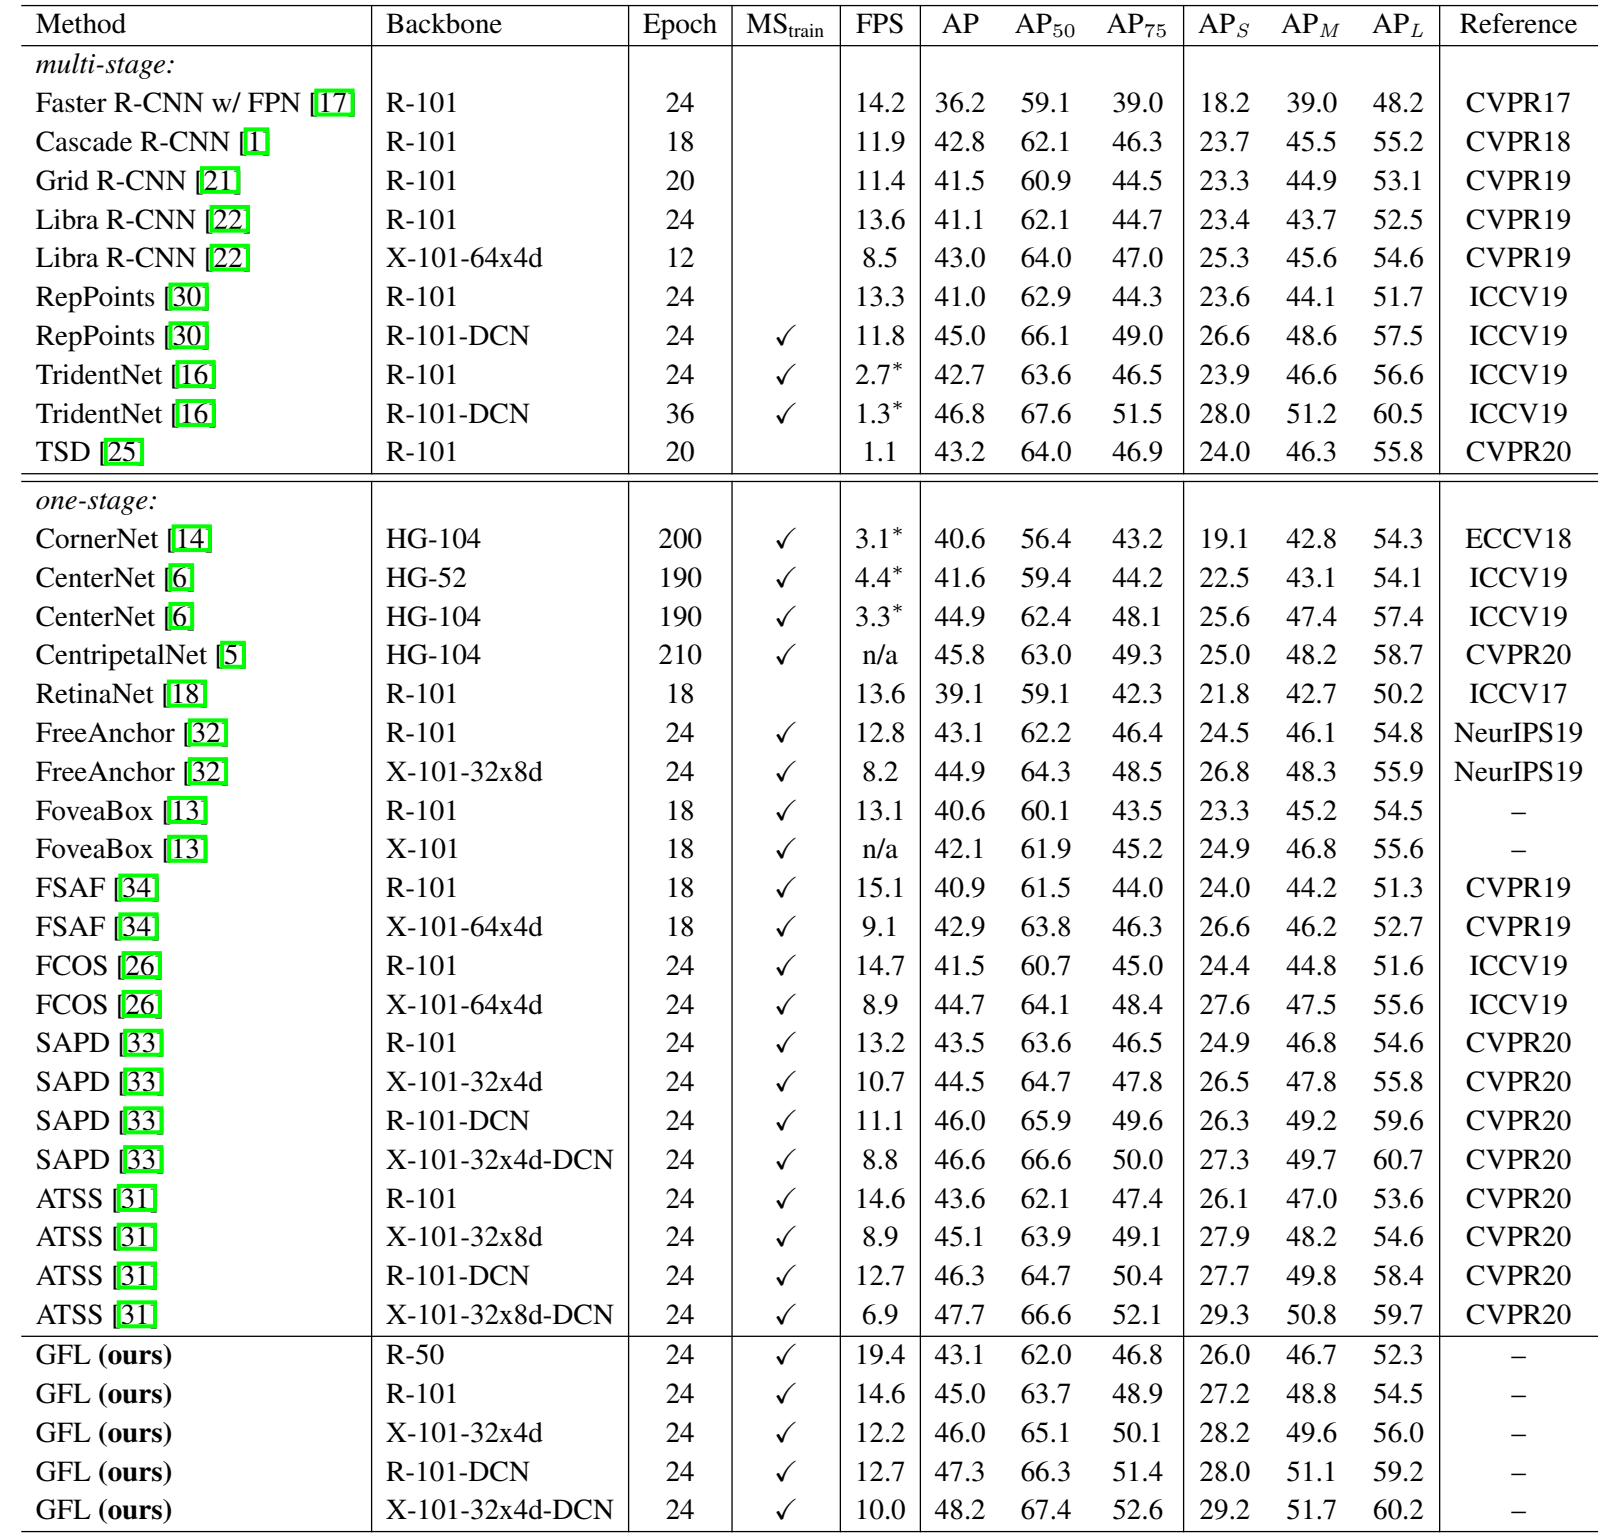 Method Backbone Epoch MS_train FPS AP AP_50 AP_75 AP_S AP_M AP_L Reference
multi-stage:
Faster R-CNN w/ FPN [17] R-101 24 14.2 36.2 59.1 39.0 18.2 39.0 48.2 CVPR17
Cascade R-CNN [1] R-101 18 11.9 42.8 62.1 46.3 23.7 45.5 55.2 CVPR18
Grid R-CNN [21] R-101 20 11.4 41.5 60.9 44.5 23.3 44.9 53.1 CVPR19
Libra R-CNN [22] R-101 24 13.6 41.1 62.1 44.7 23.4 43.7 52.5 CVPR19
Libra R-CNN [22] X-101-64x4d 12 8.5 43.0 64.0 47.0 25.3 45.6 54.6 CVPR19
RepPoints [30] R-101 24 13.3 41.0 62.9 44.3 23.6 44.1 51.7 ICCV19
RepPoints [30] R-101-DCN 24 ✓ 11.8 45.0 66.1 49.0 26.6 48.6 57.5 ICCV19
TridentNet [16] R-101 24 ✓ 2.7* 42.7 63.6 46.5 23.9 46.6 56.6 ICCV19
TridentNet [16] R-101-DCN 36 ✓ 1.3* 46.8 67.6 51.5 28.0 51.2 60.5 ICCV19
TSD [25] R-101 20 1.1 43.2 64.0 46.9 24.0 46.3 55.8 CVPR20
one-stage:
CornerNet [14] HG-104 200 ✓ 3.1* 40.6 56.4 43.2 19.1 42.8 54.3 ECCV18
CenterNet [6] HG-52 190 ✓ 4.4* 41.6 59.4 44.2 22.5 43.1 54.1 ICCV19
CenterNet [6] HG-104 190 ✓ 3.3* 44.9 62.4 48.1 25.6 47.4 57.4 ICCV19
CentripetalNet [5] HG-104 210 ✓ n/a 45.8 63.0 49.3 25.0 48.2 58.7 CVPR20
RetinaNet [18] R-101 18 13.6 39.1 59.1 42.3 21.8 42.7 50.2 ICCV17
FreeAnchor [32] R-101 24 ✓ 12.8 43.1 62.2 46.4 24.5 46.1 54.8 NeurIPS19
FreeAnchor [32] X-101-32x8d 24 ✓ 8.2 44.9 64.3 48.5 26.8 48.3 55.9 NeurIPS19
FoveaBox [13] R-101 18 ✓ 13.1 40.6 60.1 43.5 23.3 45.2 54.5 –
FoveaBox [13] X-101 18 ✓ n/a 42.1 61.9 45.2 24.9 46.8 55.6 –
FSAF [34] R-101 18 ✓ 15.1 40.9 61.5 44.0 24.0 44.2 51.3 CVPR19
FSAF [34] X-101-64x4d 18 ✓ 9.1 42.9 63.8 46.3 26.6 46.2 52.7 CVPR19
FCOS [26] R-101 24 ✓ 14.7 41.5 60.7 45.0 24.4 44.8 51.6 ICCV19
FCOS [26] X-101-64x4d 24 ✓ 8.9 44.7 64.1 48.4 27.6 47.5 55.6 ICCV19
SAPD [33] R-101 24 ✓ 13.2 43.5 63.6 46.5 24.9 46.8 54.6 CVPR20
SAPD [33] X-101-32x4d 24 ✓ 10.7 44.5 64.7 47.8 26.5 47.8 55.8 CVPR20
SAPD [33] R-101-DCN 24 ✓ 11.1 46.0 65.9 49.6 26.3 49.2 59.6 CVPR20
SAPD [33] X-101-32x4d-DCN 24 ✓ 8.8 46.6 66.6 50.0 27.3 49.7 60.7 CVPR20
ATSS [31] R-101 24 ✓ 14.6 43.6 62.1 47.4 26.1 47.0 53.6 CVPR20
ATSS [31] X-101-32x8d 24 ✓ 8.9 45.1 63.9 49.1 27.9 48.2 54.6 CVPR20
ATSS [31] R-101-DCN 24 ✓ 12.7 46.3 64.7 50.4 27.7 49.8 58.4 CVPR20
ATSS [31] X-101-32x8d-DCN 24 ✓ 6.9 47.7 66.6 52.1 29.3 50.8 59.7 CVPR20
GFL (ours) R-50 24 ✓ 19.4 43.1 62.0 46.8 26.0 46.7 52.3 –
GFL (ours) R-101 24 ✓ 14.6 45.0 63.7 48.9 27.2 48.8 54.5 –
GFL (ours) X-101-32x4d 24 ✓ 12.2 46.0 65.1 50.1 28.2 49.6 56.0 –
GFL (ours) R-101-DCN 24 ✓ 12.7 47.3 66.3 51.4 28.0 51.1 59.2 –
GFL (ours) X-101-32x4d-DCN 24 ✓ 10.0 48.2 67.4 52.6 29.2 51.7 60.2 –